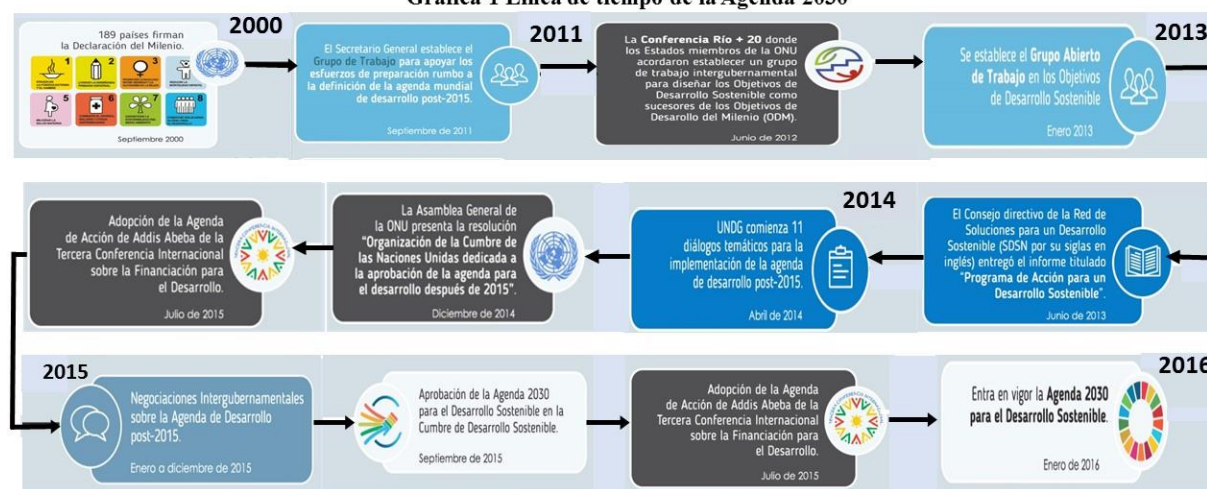 Gráfica 1 Línea de tiempo de la Agenda 2030
189 países firman
la Declaración del Milenio.
2000
1 2 3
5 6 7 8
Septiembre 2000
El Secretario General establece el
Grupo de Trabajo para apoyar los
esfuerzos de preparación rumbo a
la definición de la agenda mundial
de desarrollo post-2015.
Septiembre de 2011
2011
La Conferencia Río + 20 donde
los Estados miembros de la ONU
acordaron establecer un grupo
de trabajo intergubernamental
para diseñar los Objetivos de
Desarrollo Sostenible como
sucesores de los Objetivos de
Desarollo del Milenio (ODM).
Junio de 2012
2013
Se establece el Grupo Abierto
de Trabajo en los Objetivos
de Desarrollo Sostenible
Enero 2013
El Consejo directivo de la Red de
Soluciones para un Desarrollo
Sostenible (SDSN por su siglas en
inglés) entregó el informe titulado
"Programa de Acción para un
Desarrollo Sostenible".
Junio de 2013
2014
UNDG comienza 11
diálogos temáticos para la
implementación de la agenda
de desarrollo post-2015.
Abril de 2014
La Asamblea General de
la ONU presenta la resolución
"Organización de la Cumbre de
las Naciones Unidas dedicada a
la aprobación de la agenda para
el desarrollo después de 2015".
Diciembre de 2014
Adopción de la Agenda
de Acción de Addis Abeba de la
Tercera Conferencia Internacional
sobre la Financiación para
el Desarrollo.
Julio de 2015
2015
Negociaciones Intergubernamentales
sobre la Agenda de Desarrollo
post-2015.
Enero a diciembre de 2015
Aprobación de la Agenda 2030
para el Desarrollo Sostenible en la
Cumbre de Desarrollo Sostenible.
Septiembre de 2015
Adopción de la Agenda
de Acción de Addis Abeba de la
Tercera Conferencia Internacional
sobre la Financiación para
el Desarrollo.
Julio de 2015
2016
Entra en vigor la Agenda 2030
para el Desarrollo Sostenible.
Enero de 2016